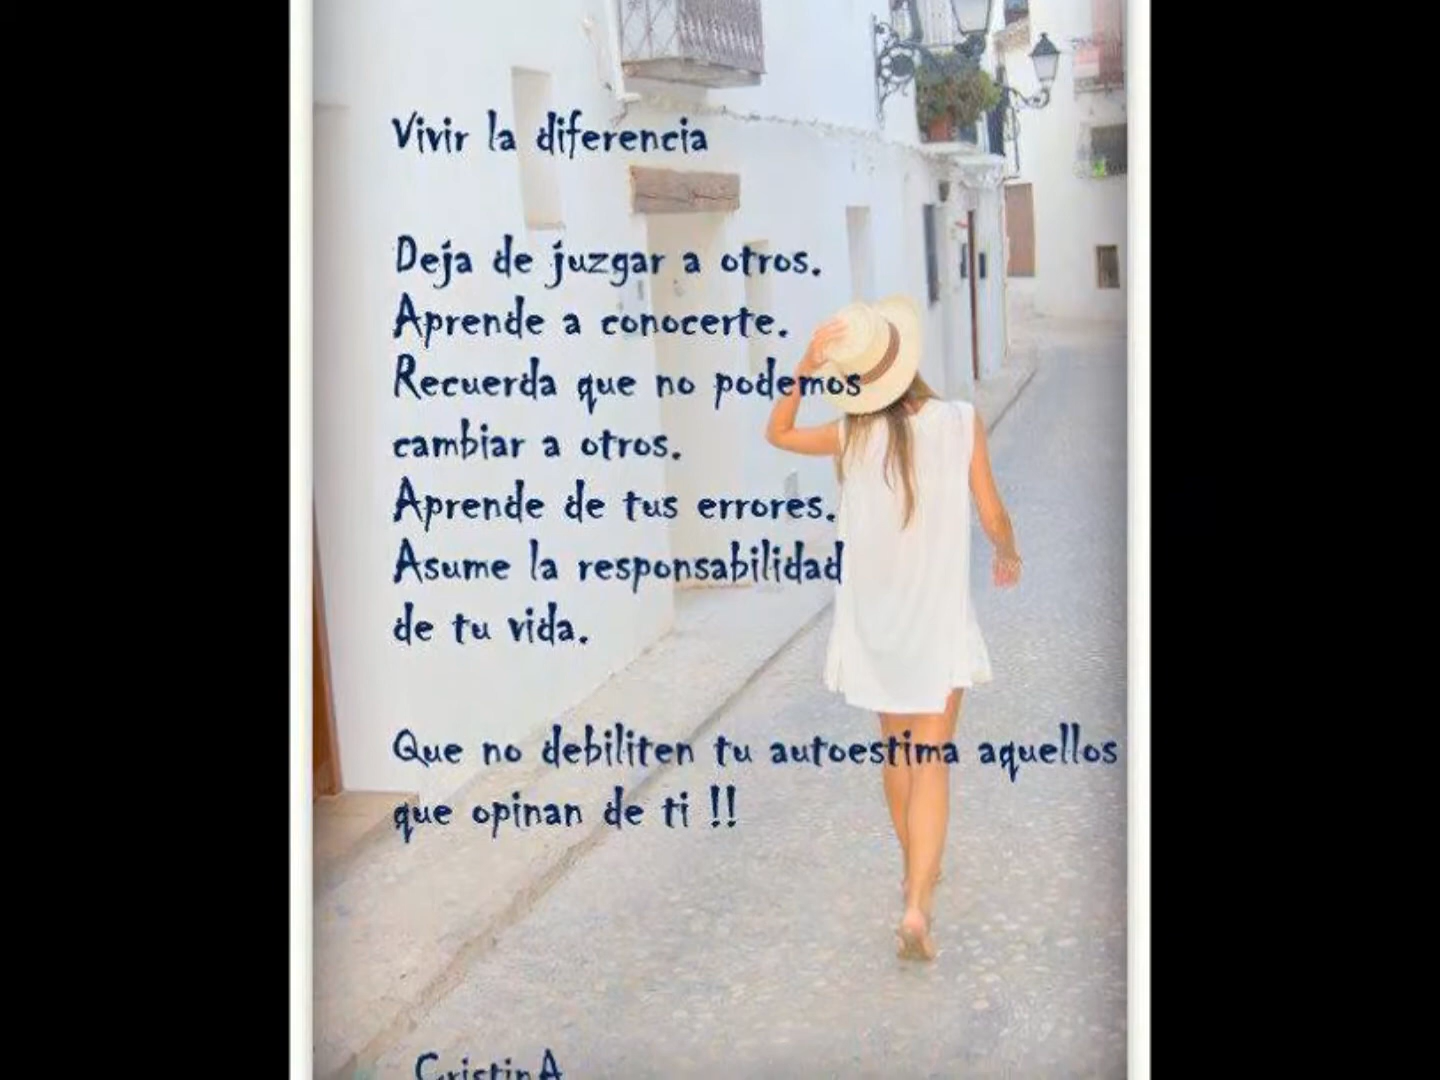 Vivir la diferencia
Deja de juzgar a otros.
Aprende a conocerte.
Recuerda que no podemos
cambiar a otros.
Aprende de tus errores.
Asume la responsabilidad
de tu vida.
Que no debiliten tu autoestima aquellos
que opinan de ti !!
CristinA